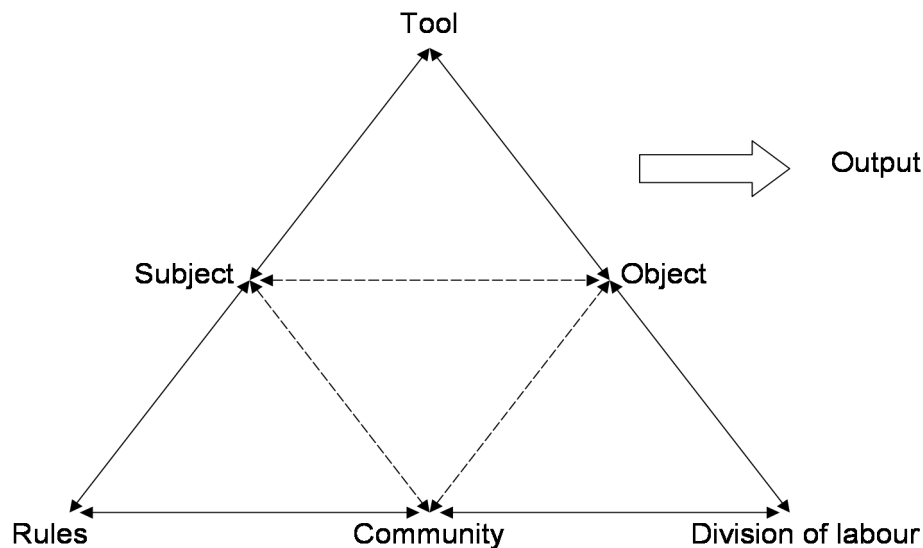 Tool
Output
Subject
Object
Rules
Community
Division of labour